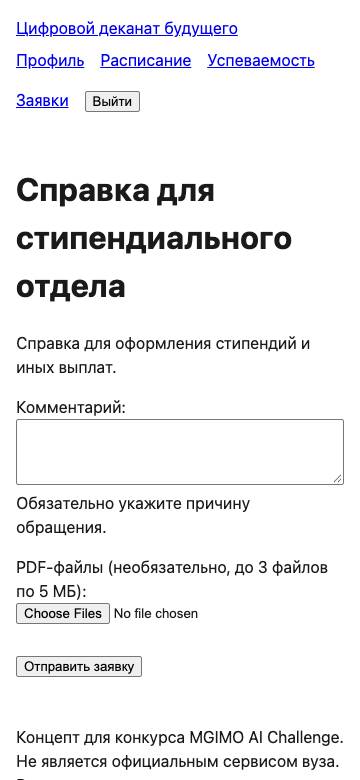 Цифровой деканат будущего
Профиль Расписание Успеваемость
Заявки Выйти
Справка для
стипендиального
отдела
Справка для оформления стипендий и
иных выплат.
Комментарий:
Обязательно укажите причину
обращения.
PDF-файлы (необязательно, до 3 файлов
по 5 МБ):
Choose Files No file chosen
Отправить заявку
Концепт для конкурса MGIMO AI Challenge.
Не является официальным сервисом вуза.